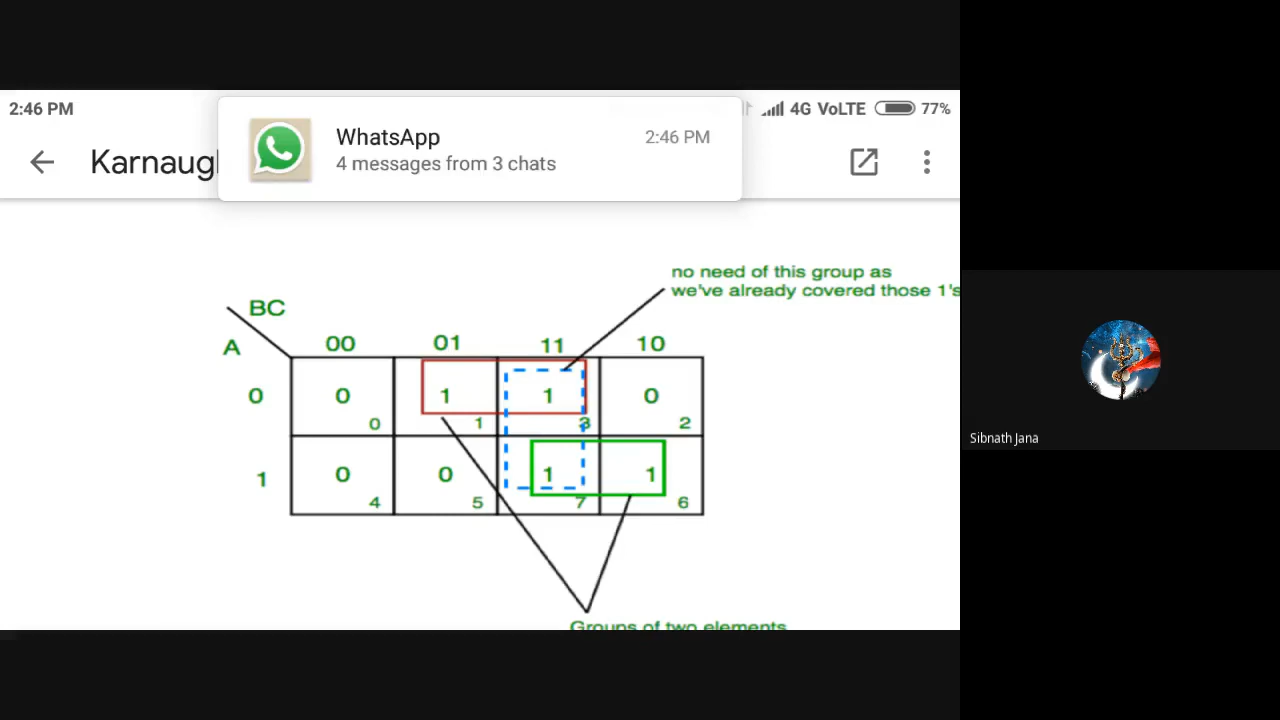 2:46 PM
4G VoLTE 77%
WhatsApp
2:46 PM
4 messages from 3 chats
Karnaug
no need of this group as
we've already covered those 1's
BC
A
00 01 11 10
0 0 1 1 0
0 1 3 2
1 0 0 1 1
4 5 7 6
Groups of two elements
Sibnath Jana